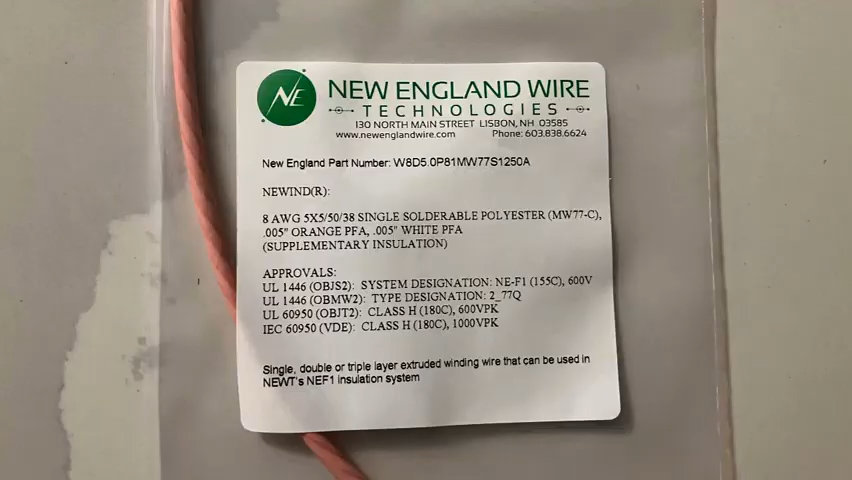 NE
NEW ENGLAND WIRE
TECHNOLOGIES
130 NORTH MAIN STREET LISBON, NH 03585
www.newenglandwire.com Phone: 603.838.6624
New England Part Number: W8D5.0P81MW77S1250A
NEWIND(R):
8 AWG 5X5/50/38 SINGLE SOLDERABLE POLYESTER (MW77-C),
.005" ORANGE PFA, .005" WHITE PFA
(SUPPLEMENTARY INSULATION)
APPROVALS:
UL 1446 (OBJS2): SYSTEM DESIGNATION: NE-F1 (155C), 600V
UL 1446 (OBMW2): TYPE DESIGNATION: 2_77Q
UL 60950 (OBJT2): CLASS H (180C), 600VPK
IEC 60950 (VDE): CLASS H (180C), 1000VPK
Single, double or triple layer extruded winding wire that can be used in
NEWT's NEF1 insulation system